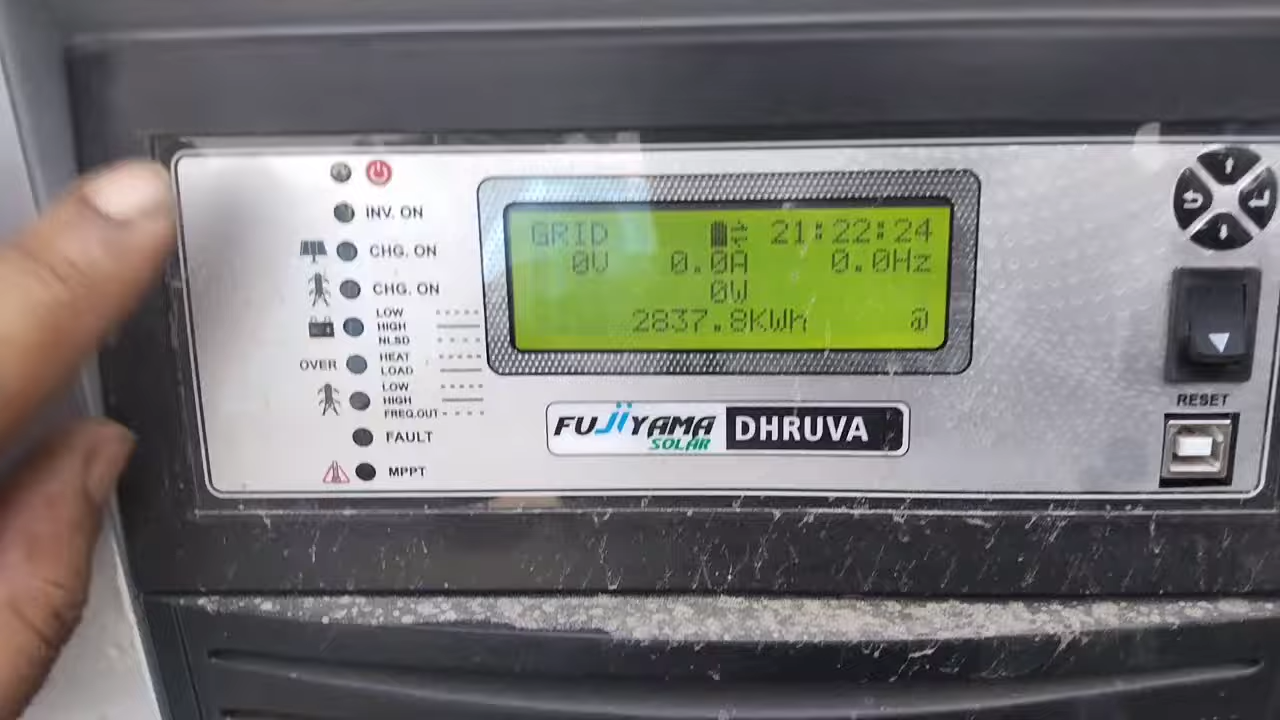 INV. ON
CHG. ON
CHG. ON
LOW
HIGH
NLSD
OVER
HEAT
LOAD
LOW
HIGH
FREQ.OUT
FAULT
MPPT
GRID 21:22:24
0V 0.0A 0.0Hz
0W
2837.8KWh @
FUJIYAMA
SOLAR
DHRUVA
RESET